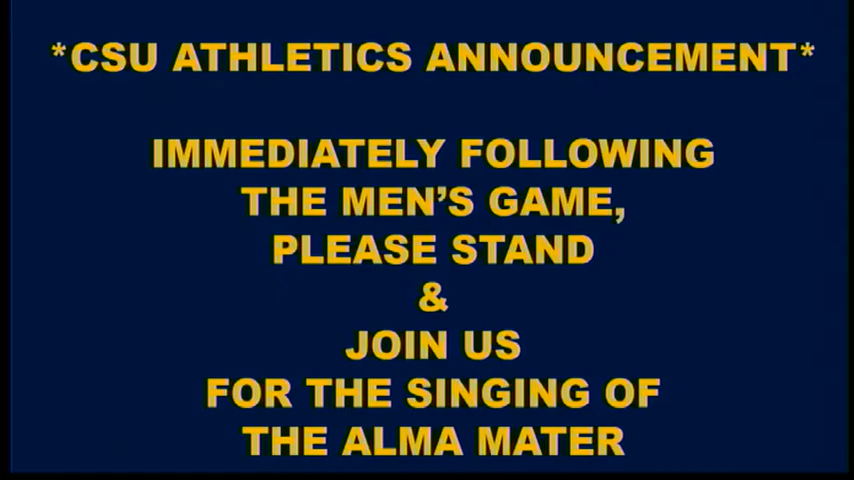 *CSU ATHLETICS ANNOUNCEMENT*
IMMEDIATELY FOLLOWING
THE MEN’S GAME,
PLEASE STAND
&
JOIN US
FOR THE SINGING OF
THE ALMA MATER